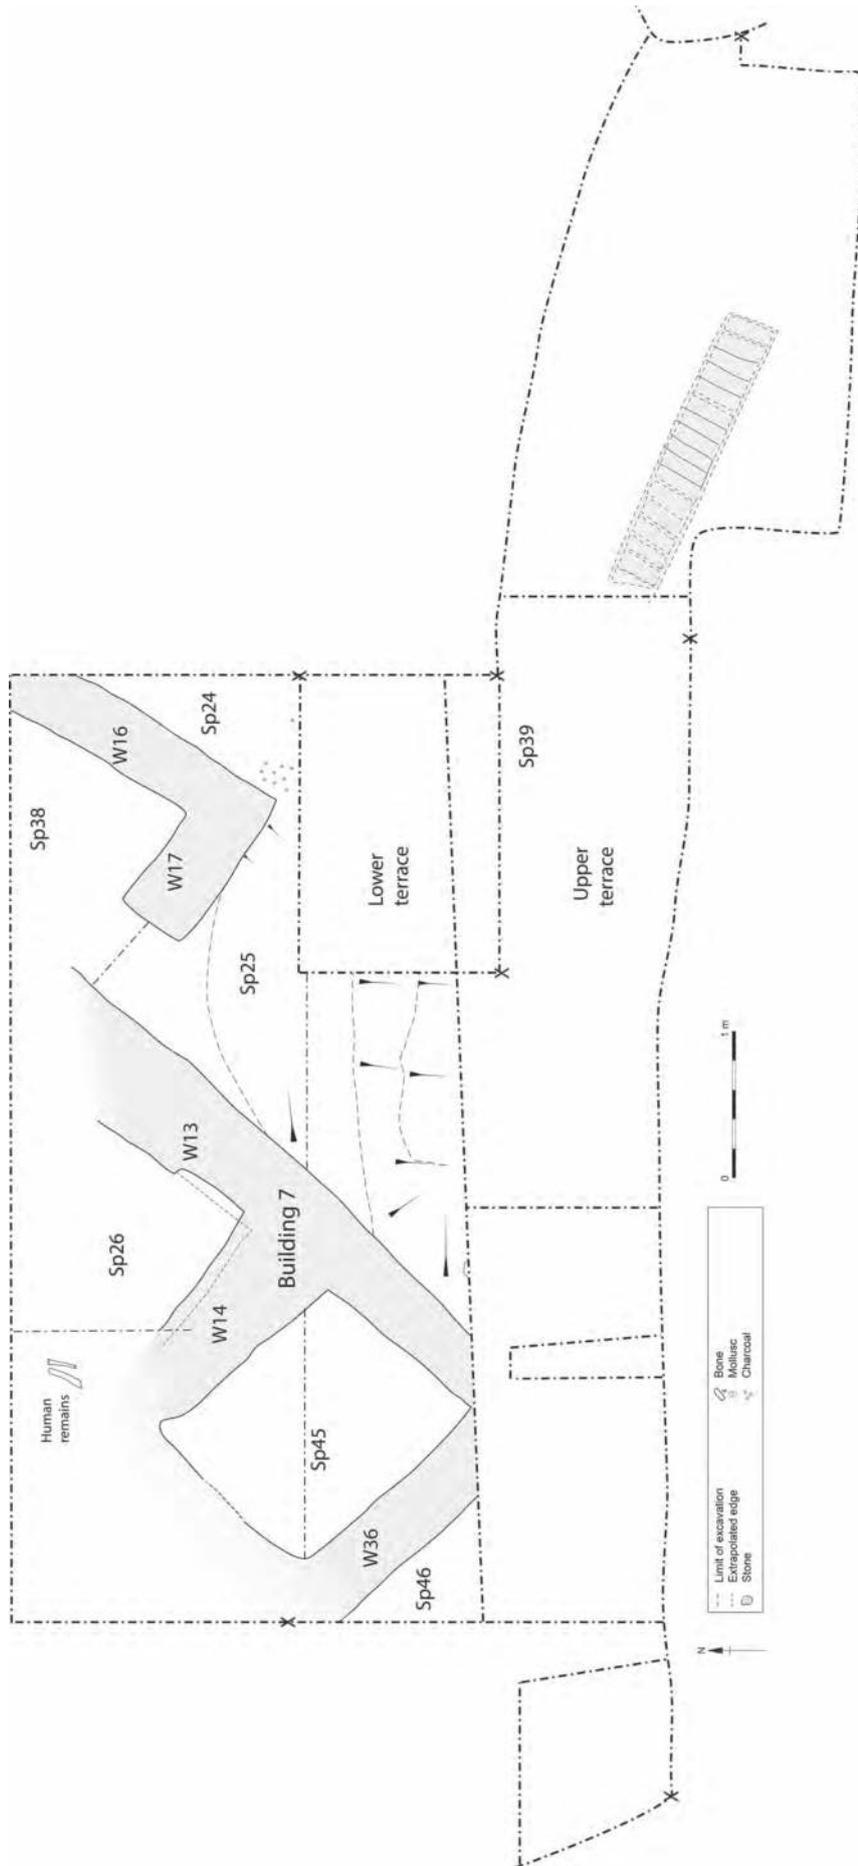 Sp38
Human
remains
Sp26
W16
W17
W13
Sp24
W14
Sp25
Building 7
Sp45
W36
Lower
terrace
Sp46
Sp39
Upper
terrace
N
Limit of excavation
Extrapolated edge
Stone
Bone
Mollusc
Charcoal
0
1 m